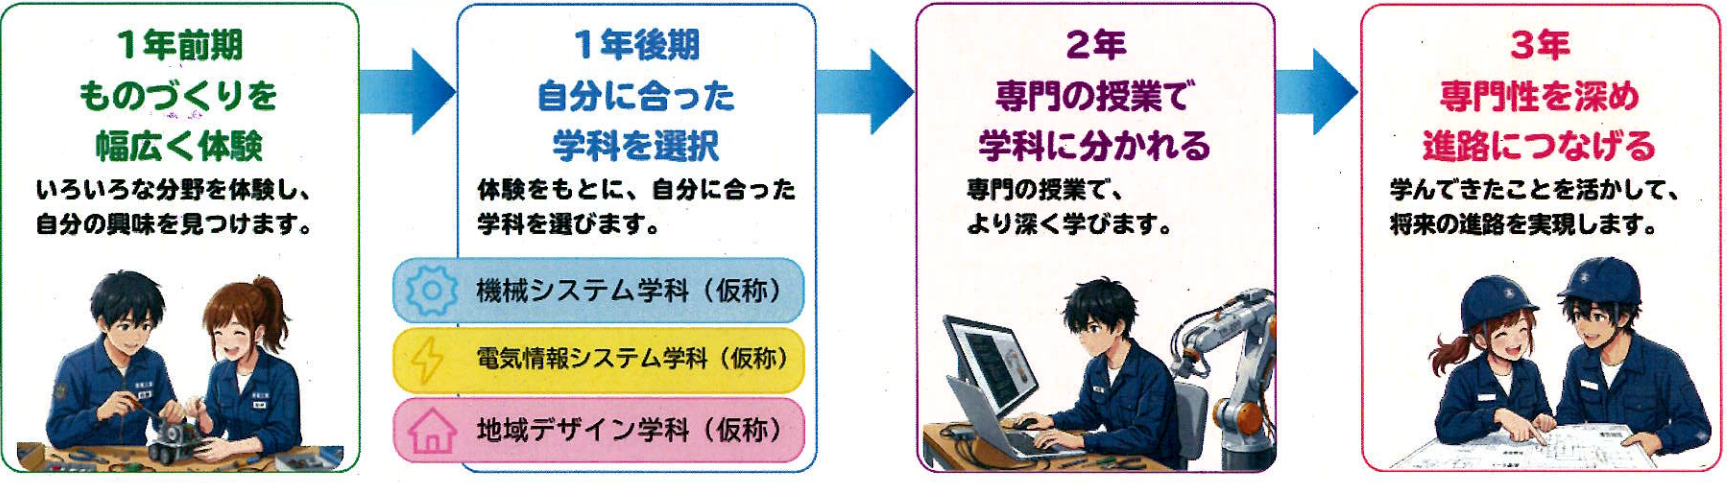 1年前期
ものづくりを
幅広く体験
いろいろな分野を体験し、
自分の興味を見つけます。
1年後期
自分に合った
学科を選択
体験をもとに、自分に合った
学科を選びます。
機械システム学科（仮称）
電気情報システム学科（仮称）
地域デザイン学科（仮称）
2年
専門の授業で
学科に分かれる
専門の授業で、
より深く学びます。
3年
専門性を深め
進路につなげる
学んできたことを活かして、
将来の進路を実現します。